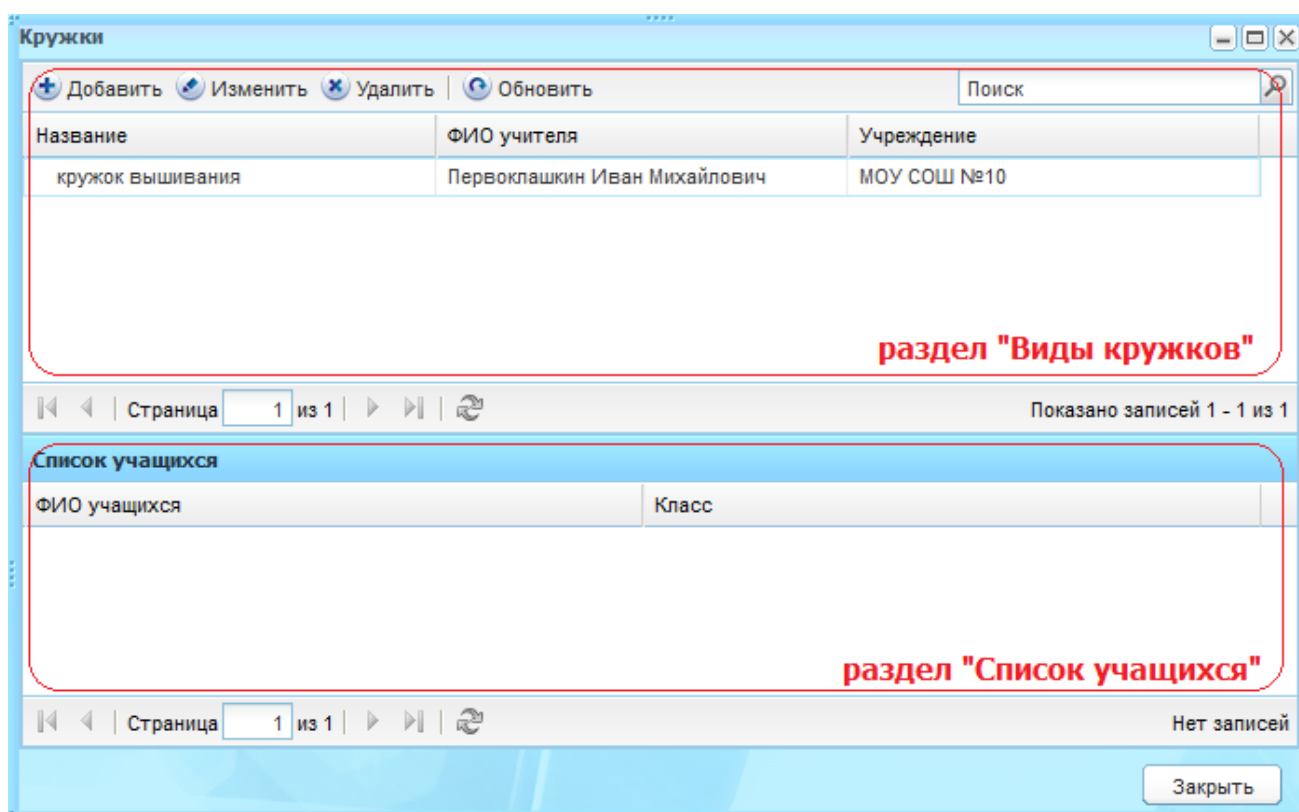 Кружки
Добавить Изменить Удалить Обновить Поиск
Название ФИО учителя Учреждение
кружок вышивания Первоклашкин Иван Михайлович МОУ СОШ №10
раздел "Виды кружков"
Страница 1 из 1 Показано записей 1 - 1 из 1
Список учащихся
ФИО учащихся Класс
раздел "Список учащихся"
Страница 1 из 1 Нет записей
Закрыть